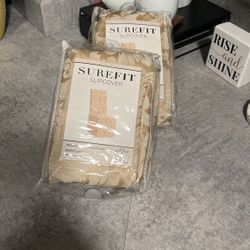 SUREFIT
SLIPCOVER
RISE
and
SHINE
SUREFIT
SLIPCOVER